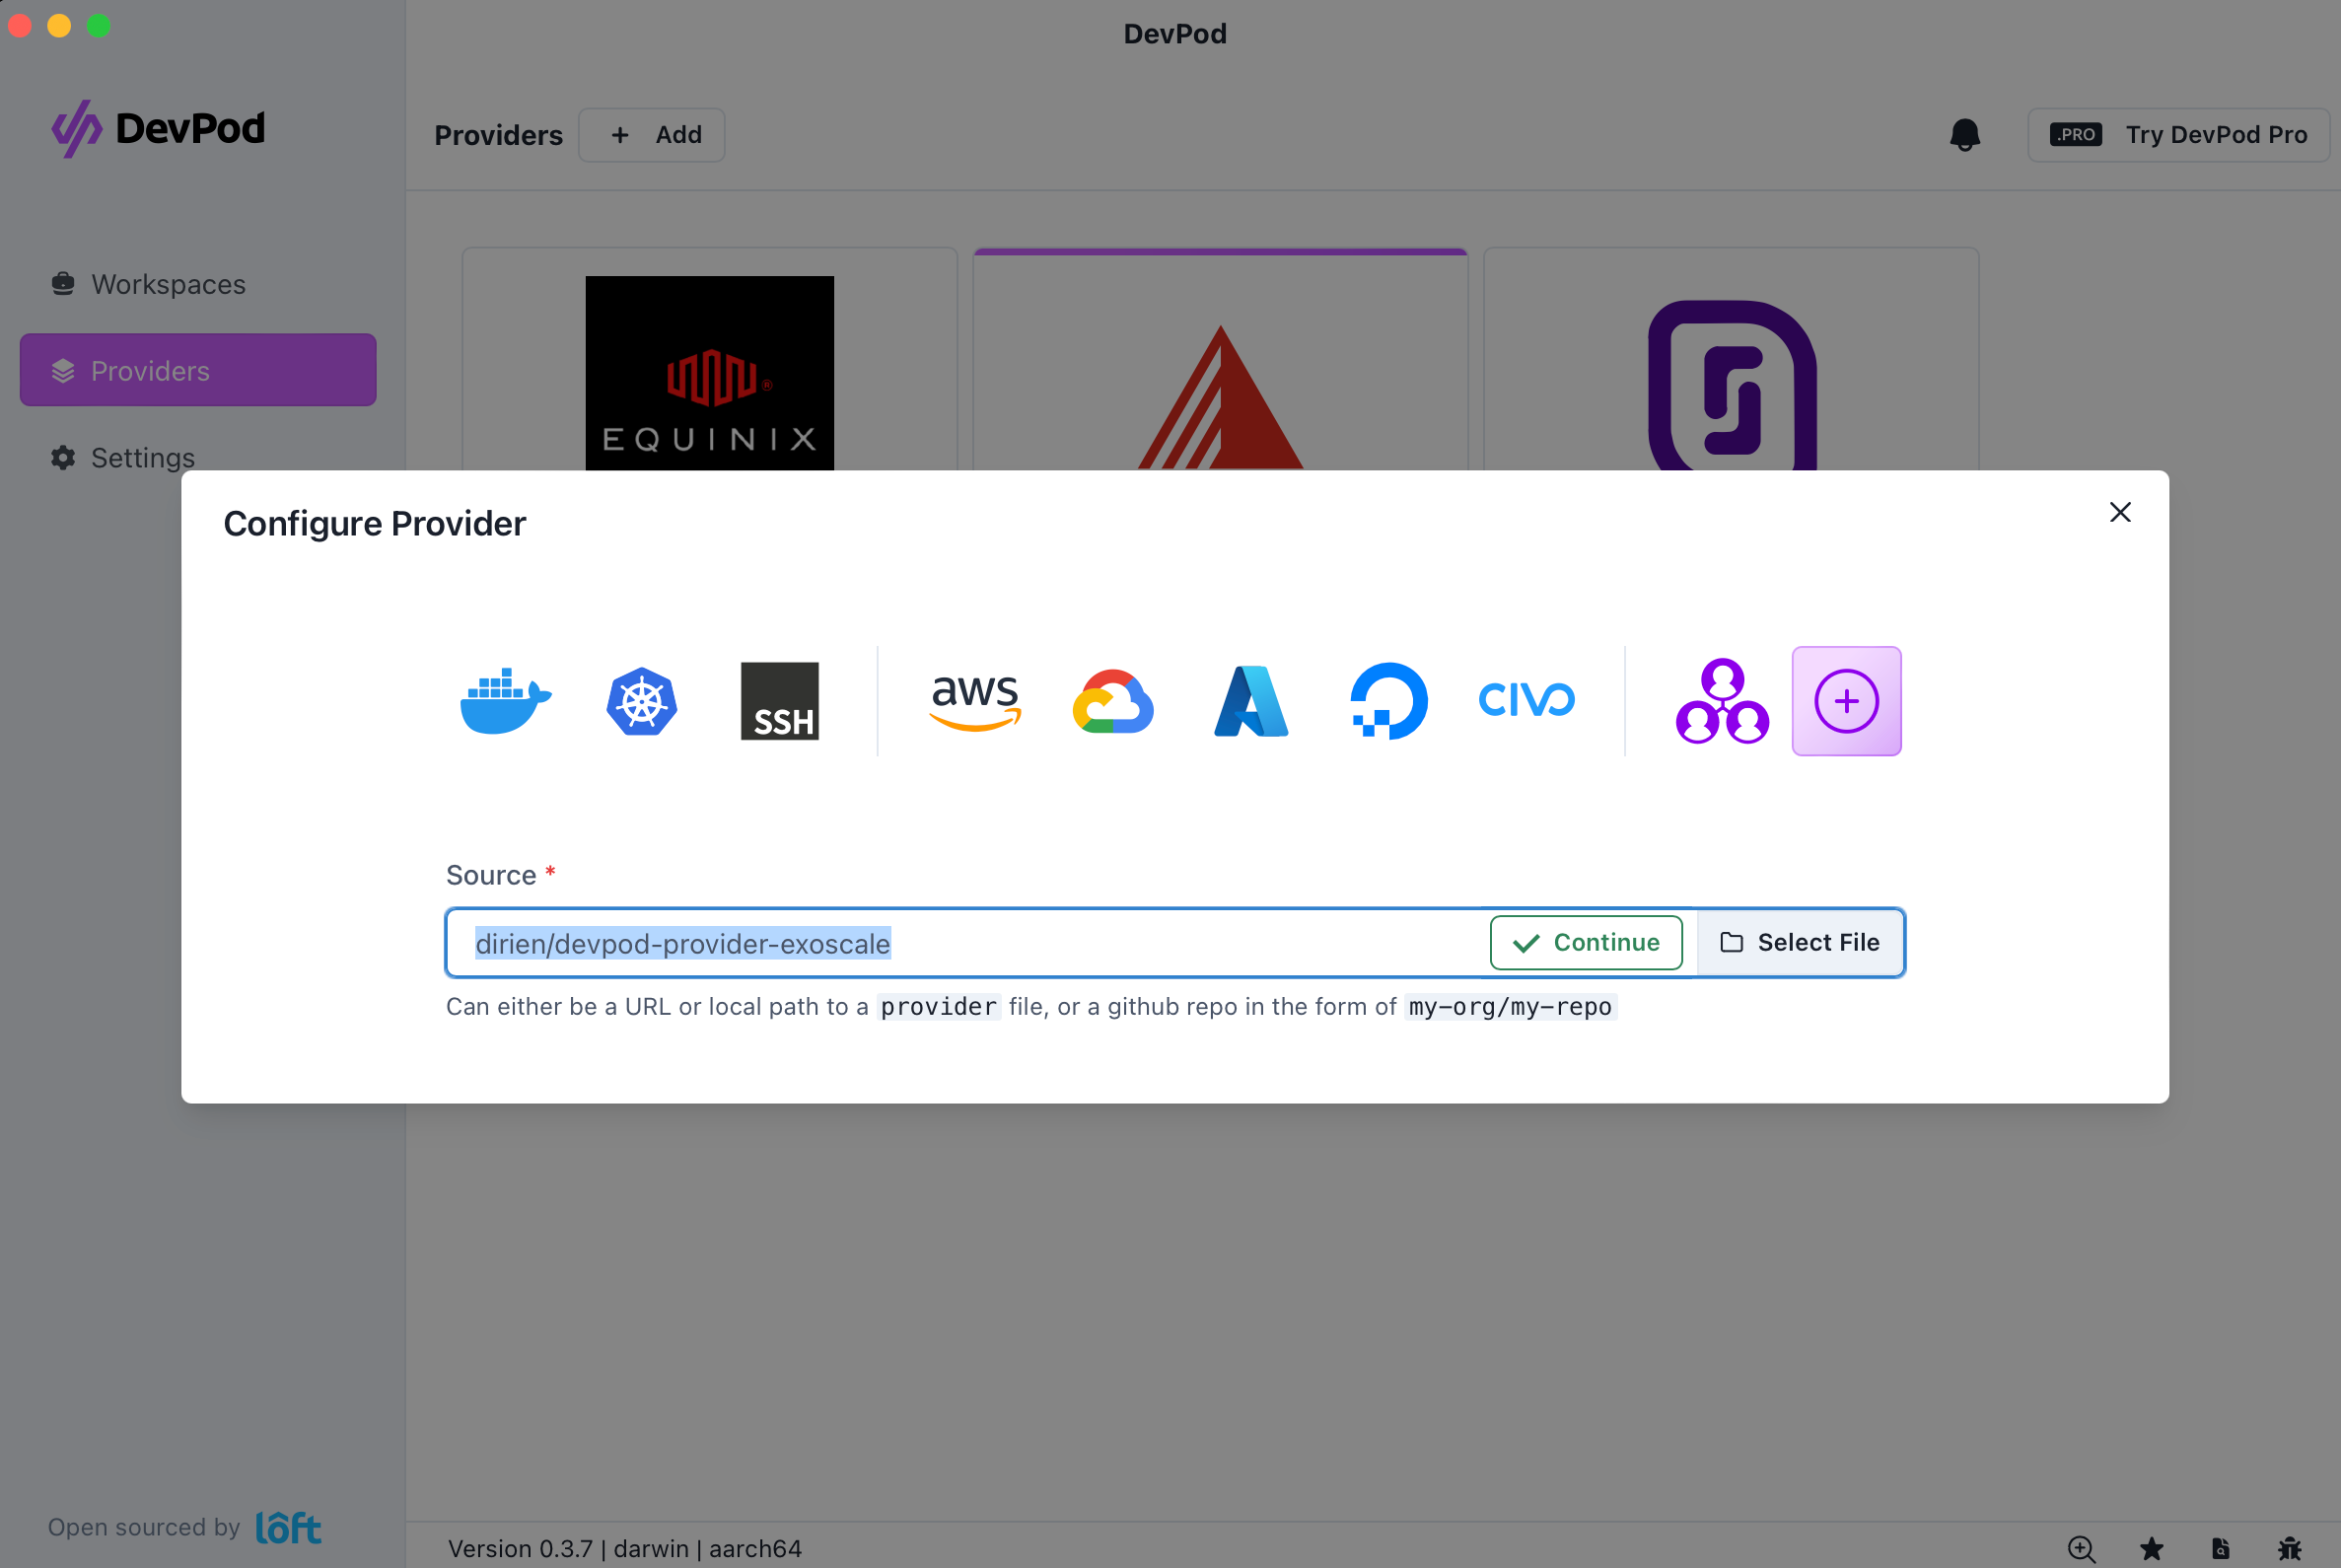 DevPod
DevPod
Providers
+ Add
.PRO Try DevPod Pro
Workspaces
Providers
Settings
EQUINIX ®
Configure Provider
SSH
aws
CIVO
Source *
dirien/devpod-provider-exoscale
Continue
Select File
Can either be a URL or local path to a provider file, or a github repo in the form of my-org/my-repo
Open sourced by loft
Version 0.3.7 | darwin | aarch64